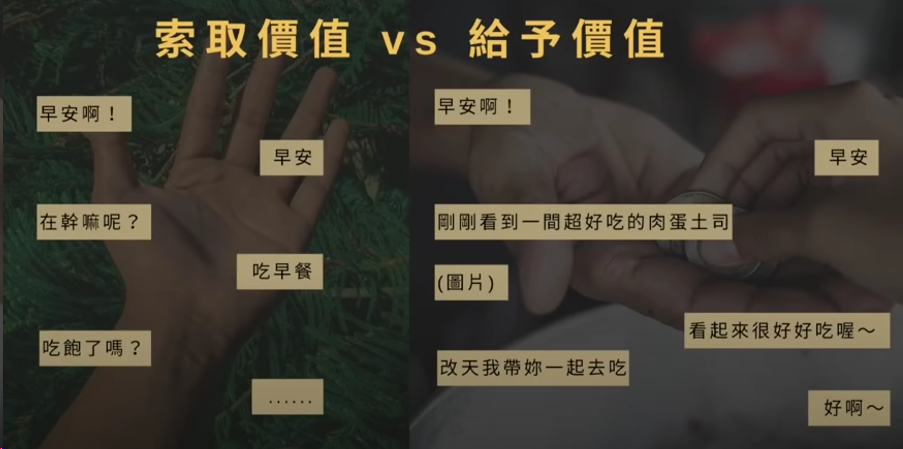 索取價值 vs 給予價值
早安啊！
早安
在幹嘛呢？
吃早餐
吃飽了嗎？
......
早安啊！
早安
剛剛看到一間超好吃的肉蛋土司
(圖片)
看起來很好好吃喔～
改天我帶妳一起去吃
好啊～